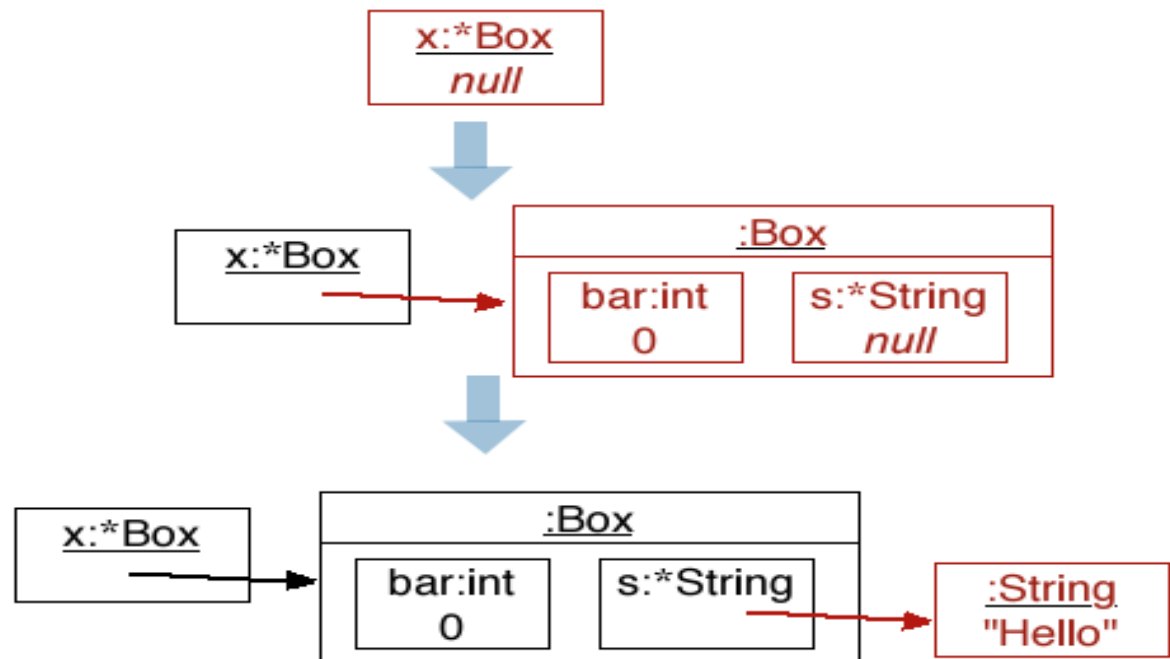 x:*Box
null
x:*Box
:Box
bar:int
0
s:*String
null
x:*Box
:Box
bar:int
0
s:*String
:String
"Hello"